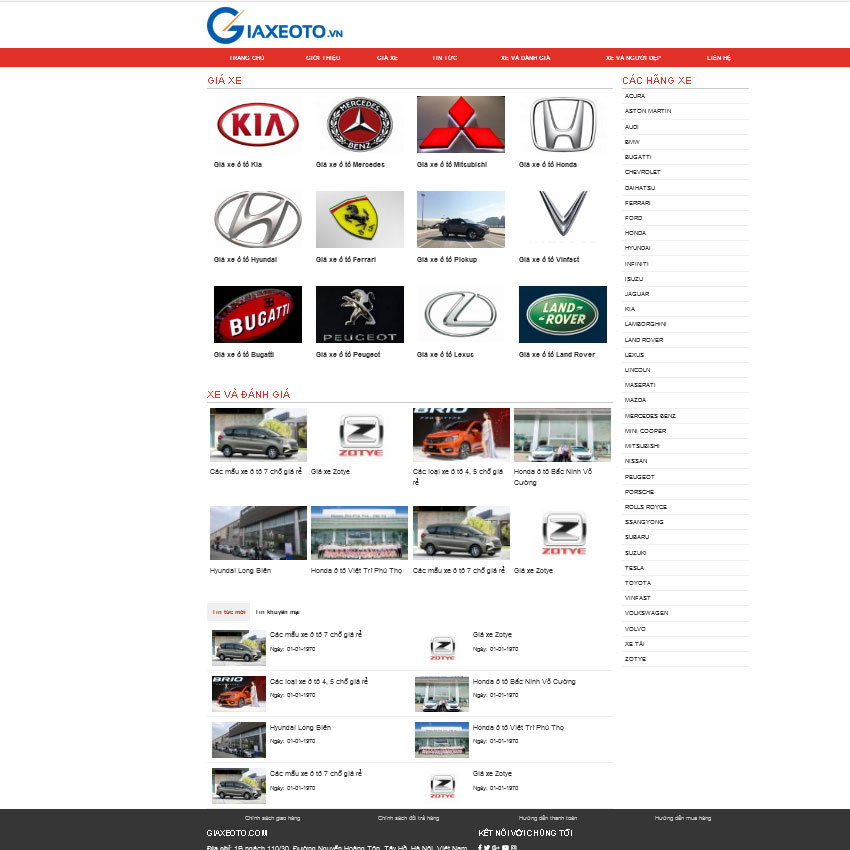 GIAXEOTO.VN
TRANG CHỦ GIỚI THIỆU GIÁ XE TIN TỨC XE VÀ ĐÁNH GIÁ XE VÀ NGƯỜI ĐẸP LIÊN HỆ
GIÁ XE
KIA
MERCEDES
BENZ
Giá xe ô tô Kia
Giá xe ô tô Mercedes
Giá xe ô tô Mitsubishi
Giá xe ô tô Honda
Giá xe ô tô Hyundai
Giá xe ô tô Ferrari
Giá xe ô tô Pickup
Giá xe ô tô Vinfast
BUGATTI
PEUGEOT
LAND-
-ROVER
Giá xe ô tô Bugatti
Giá xe ô tô Peugeot
Giá xe ô tô Lexus
Giá xe ô tô Land Rover
XE VÀ ĐÁNH GIÁ
ZOTYE
BRIO
Các mẫu xe ô tô 7 chỗ giá rẻ
Giá xe Zotye
Các loại xe ô tô 4, 5 chỗ giá
rẻ
Honda ô tô Bắc Ninh Võ
Cường
ZOTYE
Hyundai Long Biên
Honda ô tô Việt Trì Phú Thọ
Các mẫu xe ô tô 7 chỗ giá rẻ
Giá xe Zotye
Tin tức mới Tin khuyến mại
Các mẫu xe ô tô 7 chỗ giá rẻ
Ngày: 01-01-1970
ZOTYE
Giá xe Zotye
Ngày: 01-01-1970
BRIO
Các loại xe ô tô 4, 5 chỗ giá rẻ
Ngày: 01-01-1970
Honda ô tô Bắc Ninh Võ Cường
Ngày: 01-01-1970
Hyundai Long Biên
Ngày: 01-01-1970
Honda ô tô Việt Trì Phú Thọ
Ngày: 01-01-1970
Các mẫu xe ô tô 7 chỗ giá rẻ
Ngày: 01-01-1970
ZOTYE
Giá xe Zotye
Ngày: 01-01-1970
CÁC HÃNG XE
ACURA
ASTON MARTIN
AUDI
BMW
BUGATTI
CHEVROLET
DAIHATSU
FERRARI
FORD
HONDA
HYUNDAI
INFINITI
ISUZU
JAGUAR
KIA
LAMBORGHINI
LAND ROVER
LEXUS
LINCOLN
MASERATI
MAZDA
MERCEDES BENZ
MINI COOPER
MITSUBISHI
NISSAN
PEUGEOT
PORSCHE
ROLLS ROYCE
SSANGYONG
SUBARU
SUZUKI
TESLA
TOYOTA
VINFAST
VOLKSWAGEN
VOLVO
XE TẢI
ZOTYE
Chính sách giao hàng Chính sách đổi trả hàng Hướng dẫn thanh toán Hướng dẫn mua hàng
GIAXEOTO.COM
KẾT NỐI VỚI CHÚNG TÔI
Địa chỉ: 1B ngách 110/30, Đường Nguyễn Hoàng Tôn, Tây Hồ, Hà Nội, Việt Nam